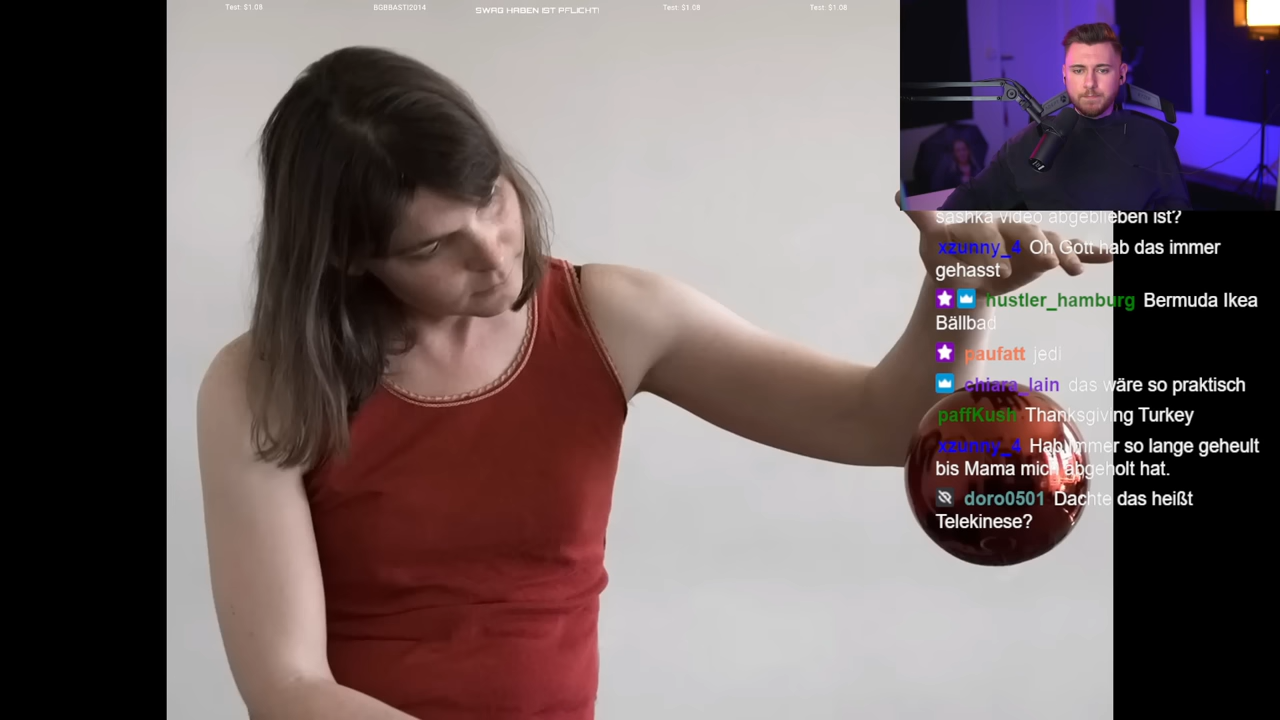 Test: $1.08
BGBBASTI2014
SWAG HABEN IST PFLICHT!
Test: $1.08
Test: $1.08
sashka video abgeblieben ist?
xzunny_4 Oh Gott hab das immer
gehasst
hustler_hamburg Bermuda Ikea
Bällbad
paufatt jedi
chiara_lain das wäre so praktisch
paffKush Thanksgiving Turkey
xzunny_4 Hab immer so lange geheult
bis Mama mich abgeholt hat.
doro0501 Dachte das heißt
Telekinese?